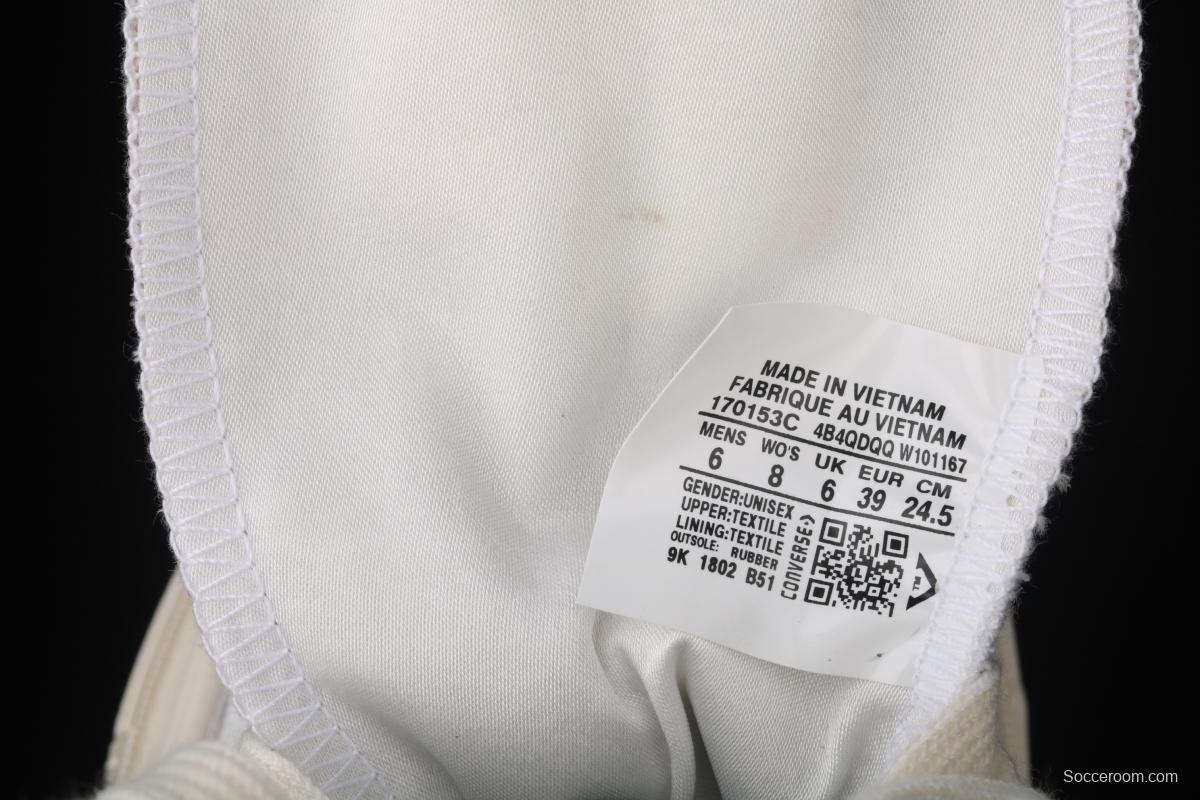 MADE IN VIETNAM
FABRIQUE AU VIETNAM
170153C 4B4QDQQ W101167
MENS WO'S UK EUR CM
6 8 6 39 24.5
GENDER:UNISEX
UPPER:TEXTILE
LINING:TEXTILE
OUTSOLE: RUBBER
9K 1802 B51
CONVERSE
Socceroom.com